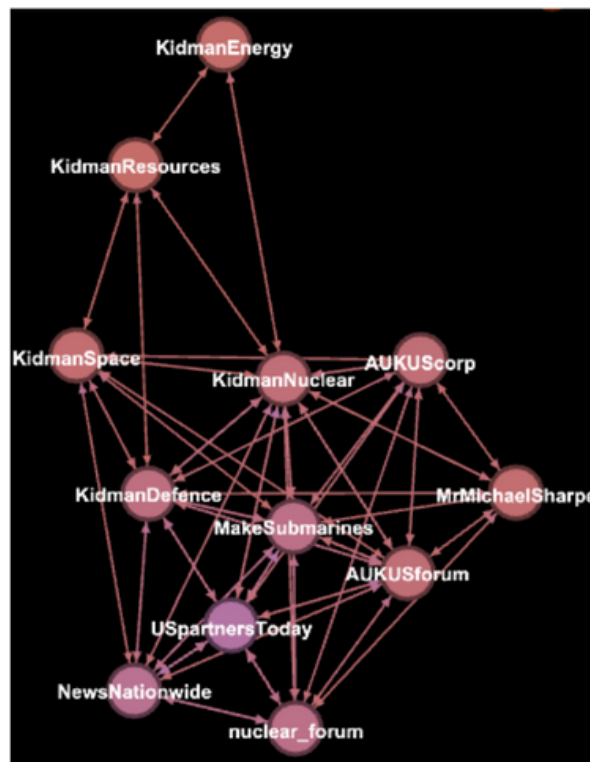 KidmanEnergy
KidmanResources
KidmanSpace
KidmanNuclear
AUKUScorp
KidmanDefence
MrMichaelSharpe
MakeSubmarines
AUKUSforum
USpartnersToday
NewsNationwide
nuclear_forum